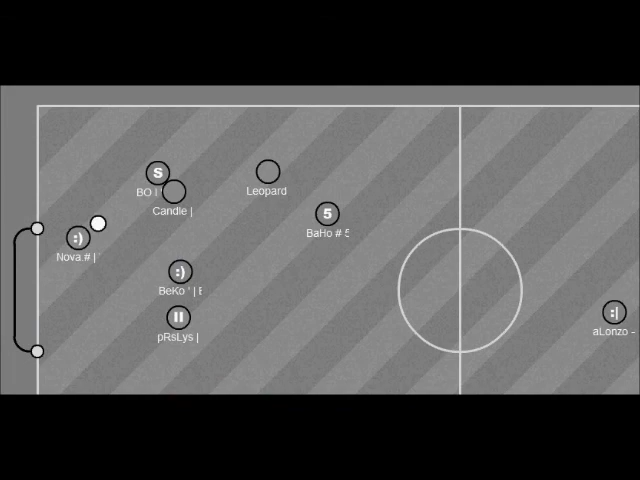 S
BO |
Candle |
Leopard
5
BaHo # 5
:)
Nova # |
:)
BeKo ' |
II
pRsLys |
:|
aLonzo -